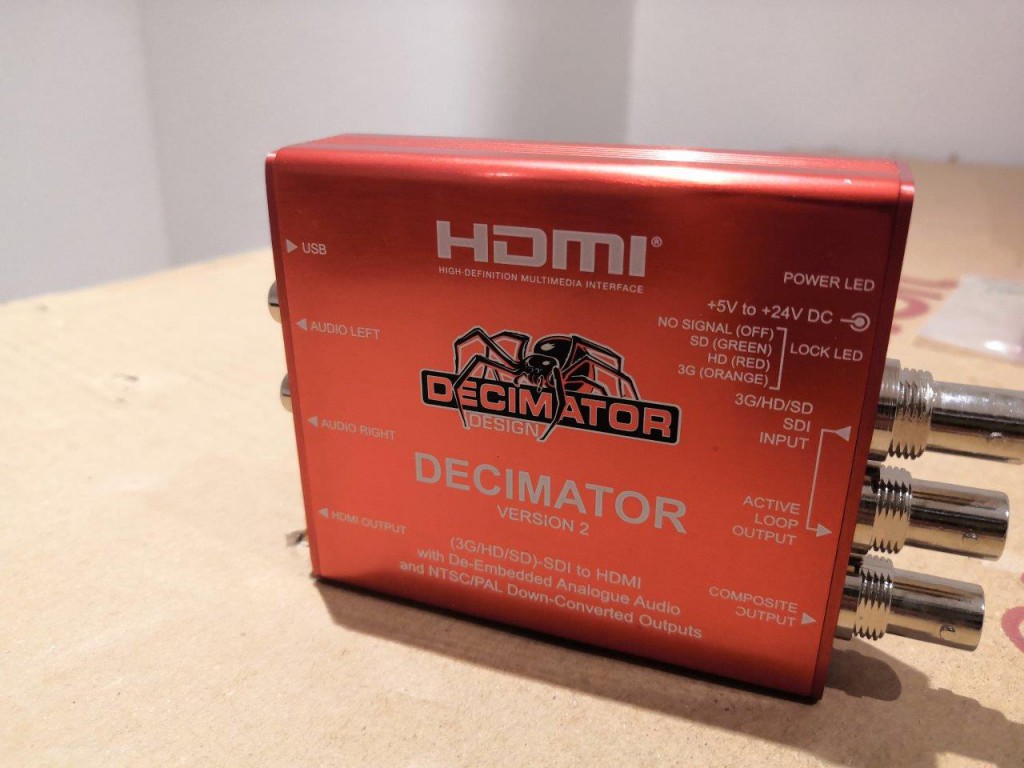 HDMI®
HIGH-DEFINITION MULTIMEDIA INTERFACE
USB
AUDIO LEFT
AUDIO RIGHT
HDMI OUTPUT
DECIMATOR
DESIGN
DECIMATOR
VERSION 2
(3G/HD/SD)-SDI to HDMI
with De-Embedded Analogue Audio
and NTSC/PAL Down-Converted Outputs
POWER LED
+5V to +24V DC
NO SIGNAL (OFF)
SD (GREEN)
HD (RED)
3G (ORANGE)
LOCK LED
3G/HD/SD
SDI
INPUT
ACTIVE
LOOP
OUTPUT
COMPOSITE
OUTPUT